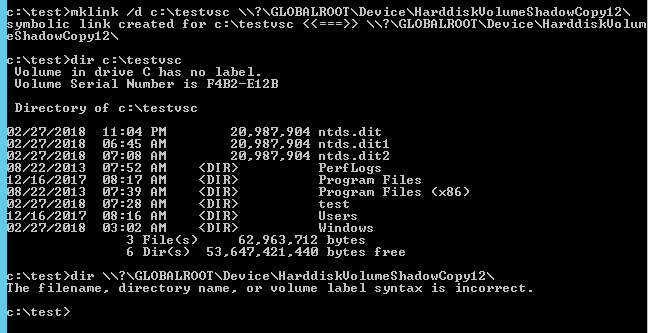 c:\test>mklink /d c:\testvsc \\?\GLOBALROOT\Device\HarddiskVolumeShadowCopy12\
symbolic link created for c:\testvsc <<===>> \\?\GLOBALROOT\Device\HarddiskVolum
eShadowCopy12\
c:\test>dir c:\testvsc
Volume in drive C has no label.
Volume Serial Number is F4B2-E12B
Directory of c:\testvsc
02/27/2018 11:04 PM 20,987,904 ntds.dit
02/27/2018 06:45 AM 20,987,904 ntds.dit1
02/27/2018 07:08 AM 20,987,904 ntds.dit2
08/22/2013 07:52 AM <DIR> PerfLogs
12/16/2017 08:17 AM <DIR> Program Files
08/22/2013 07:39 AM <DIR> Program Files (x86)
02/27/2018 07:28 AM <DIR> test
12/16/2017 08:16 AM <DIR> Users
02/27/2018 03:02 AM <DIR> Windows
3 File(s) 62,963,712 bytes
6 Dir(s) 53,647,421,440 bytes free
c:\test>dir \\?\GLOBALROOT\Device\HarddiskVolumeShadowCopy12\
The filename, directory name, or volume label syntax is incorrect.
c:\test>